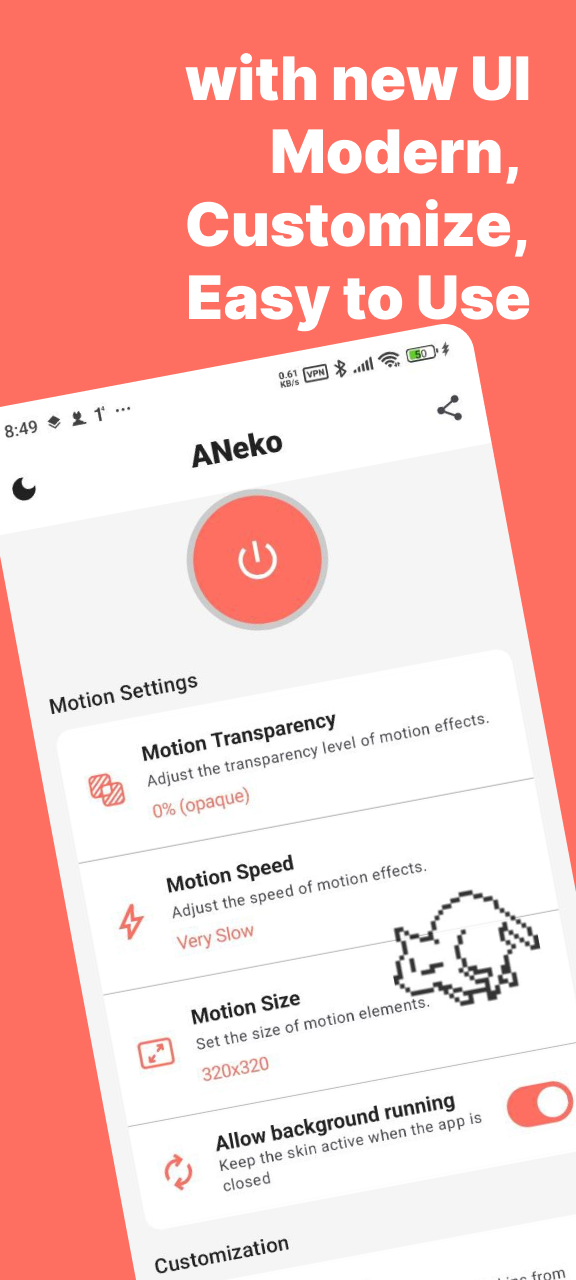 with new UI
Modern,
Customize,
Easy to Use
8:49
0.61
KB/s
VPN
50
ANeko
Motion Settings
Motion Transparency
Adjust the transparency level of motion effects.
0% (opaque)
Motion Speed
Adjust the speed of motion effects.
Very Slow
Motion Size
Set the size of motion elements.
320x320
Allow background running
Keep the skin active when the app is
closed
Customization
from